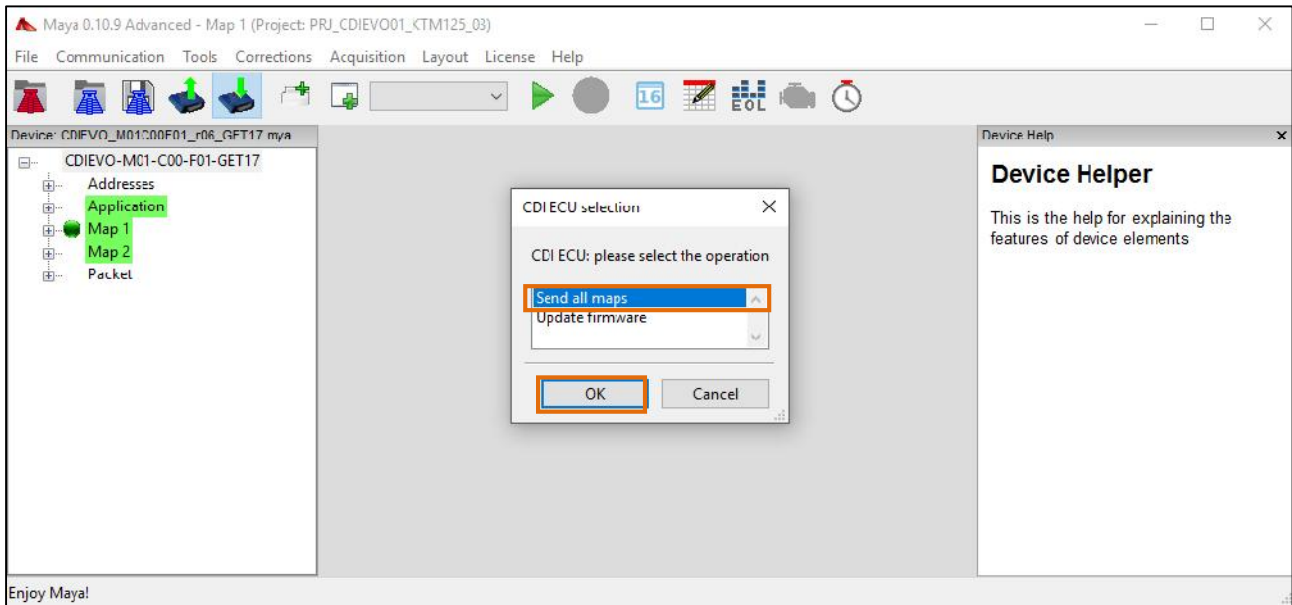 Maya 0.10.9 Advanced - Map 1 (Project: PRJ_CDIEVO01_KTM125_03)
File Communication Tools Corrections Acquisition Layout License Help
16
EOL
Device: CDIEVO_M01C00F01_r06_GET17 mya
CDIEVO-M01-C00-F01-GET17
Addresses
Application
Map 1
Map 2
Packet
CDI ECU selection
CDI ECU: please select the operation
Send all maps
Update firmware
OK Cancel
Device Help
Device Helper
This is the help for explaining the
features of device elements
Enjoy Maya!